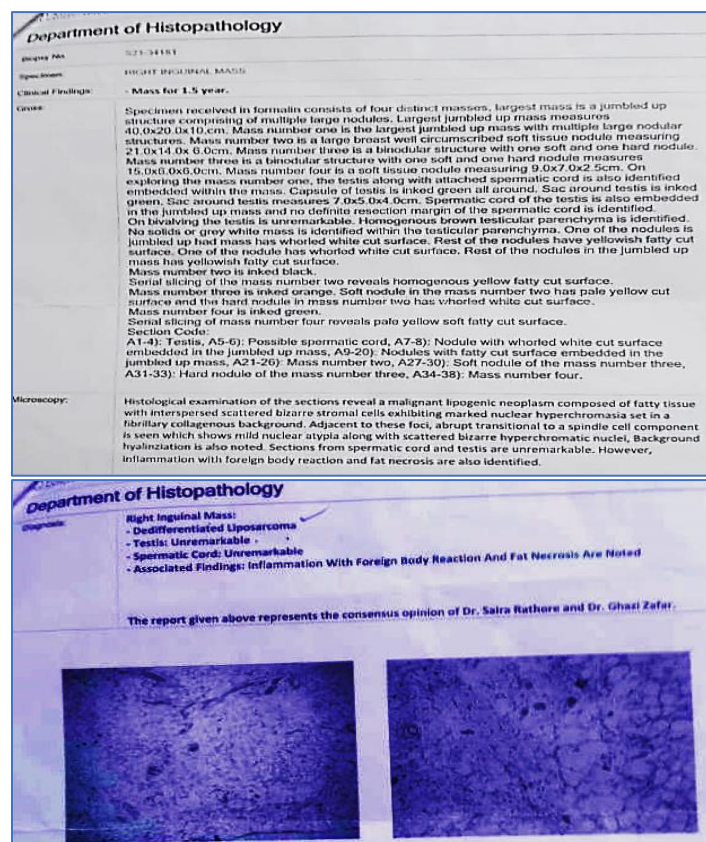 Department of Histopathology
Biopsy No.
S21-34181
Specimen:
RIGHT INGUINAL MASS
Clinical Findings:
- Mass for 1.5 year.
Gross:
Specimen received in formalin consists of four distinct masses, largest mass is a jumbled up
structure comprising of multiple large nodules. Largest jumbled up mass measures
40.0x20.0x10.cm. Mass number one is the largest jumbled up mass with multiple large nodular
structures. Mass number two is a large breast well circumscribed soft tissue nodule measuring
21.0x14.0x 6.0cm. Mass number three is a binodular structure with one soft and one hard nodule.
Mass number three is a binodular structure with one soft and one hard nodule measures
15.0x6.0x6.0cm. Mass number four is a soft tissue nodule measuring 9.0x7.0x2.5cm. On
exploring the mass number one, the testis along with attached spermatic cord is also identified
embedded within the mass. Capsule of testis is inked green all around. Sac around testis is inked
green. Sac around testis measures 7.0x5.0x4.0cm. Spermatic cord of the testis is also embedded
in the jumbled up mass and no definite resection margin of the spermatic cord is identified.
On bivalving the testis is unremarkable. Homogenous brown testicular parenchyma is identified.
No solids or grey white mass is identified within the testicular parenchyma. One of the nodules is
jumbled up had mass has whorled white cut surface. Rest of the nodules have yellowish fatty cut
surface. One of the nodule has whorled white cut surface. Rest of the nodules in the jumbled up
mass has yellowish fatty cut surface.
Mass number two is inked black.
Serial slicing of the mass number two reveals homogenous yellow fatty cut surface.
Mass number three is inked orange. Soft nodule in the mass number two has pale yellow cut
surface and the hard nodule in mass number two has whorled white cut surface.
Mass number four is inked green.
Serial slicing of mass number four reveals pale yellow soft fatty cut surface.
Section Code:
A1-4): Testis, A5-6): Possible spermatic cord, A7-8): Nodule with whorled white cut surface
embedded in the jumbled up mass, A9-20): Nodules with fatty cut surface embedded in the
jumbled up mass, A21-26): Mass number two, A27-30): Soft nodule of the mass number three,
A31-33): Hard nodule of the mass number three, A34-38): Mass number four.
Microscopy:
Histological examination of the sections reveal a malignant lipogenic neoplasm composed of fatty tissue
with interspersed scattered bizarre stromal cells exhibiting marked nuclear hyperchromasia set in a
fibrillary collagenous background. Adjacent to these foci, abrupt transitional to a spindle cell component
is seen which shows mild nuclear atypia along with scattered bizarre hyperchromatic nuclei, Background
hyalinziation is also noted. Sections from spermatic cord and testis are unremarkable. However,
inflammation with foreign body reaction and fat necrosis are also identified.
Department of Histopathology
Diagnosis:
Right Inguinal Mass:
- Dedifferentiated Liposarcoma
- Testis: Unremarkable
- Spermatic Cord: Unremarkable
- Associated Findings: Inflammation With Foreign Body Reaction And Fat Necrosis Are Noted
The report given above represents the consensus opinion of Dr. Saira Rathore and Dr. Ghazi Zafar.